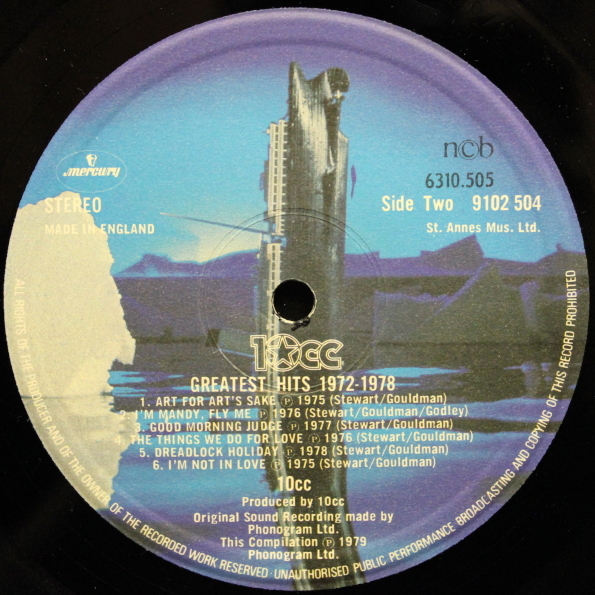 mercury
STEREO
MADE IN ENGLAND
n©b
6310.505
Side Two 9102 504
St. Annes Mus. Ltd.
10cc
GREATEST HITS 1972-1978
1. ART FOR ART'S SAKE ℗ 1975 (Stewart/Gouldman)
2. I'M MANDY, FLY ME ℗ 1976 (Stewart/Gouldman/Godley)
3. GOOD MORNING JUDGE ℗ 1977 (Stewart/Gouldman)
4. THE THINGS WE DO FOR LOVE ℗ 1976 (Stewart/Gouldman)
5. DREADLOCK HOLIDAY ℗ 1978 (Stewart/Gouldman)
6. I'M NOT IN LOVE ℗ 1975 (Stewart/Gouldman)
10cc
Produced by 10cc
Original Sound Recording made by
Phonogram Ltd.
This Compilation ℗ 1979
Phonogram Ltd.
ALL RIGHTS OF THE PRODUCER AND OF THE OWNER OF THE RECORDED WORK RESERVED · UNAUTHORISED PUBLIC PERFORMANCE BROADCASTING AND COPYING OF THIS RECORD PROHIBITED